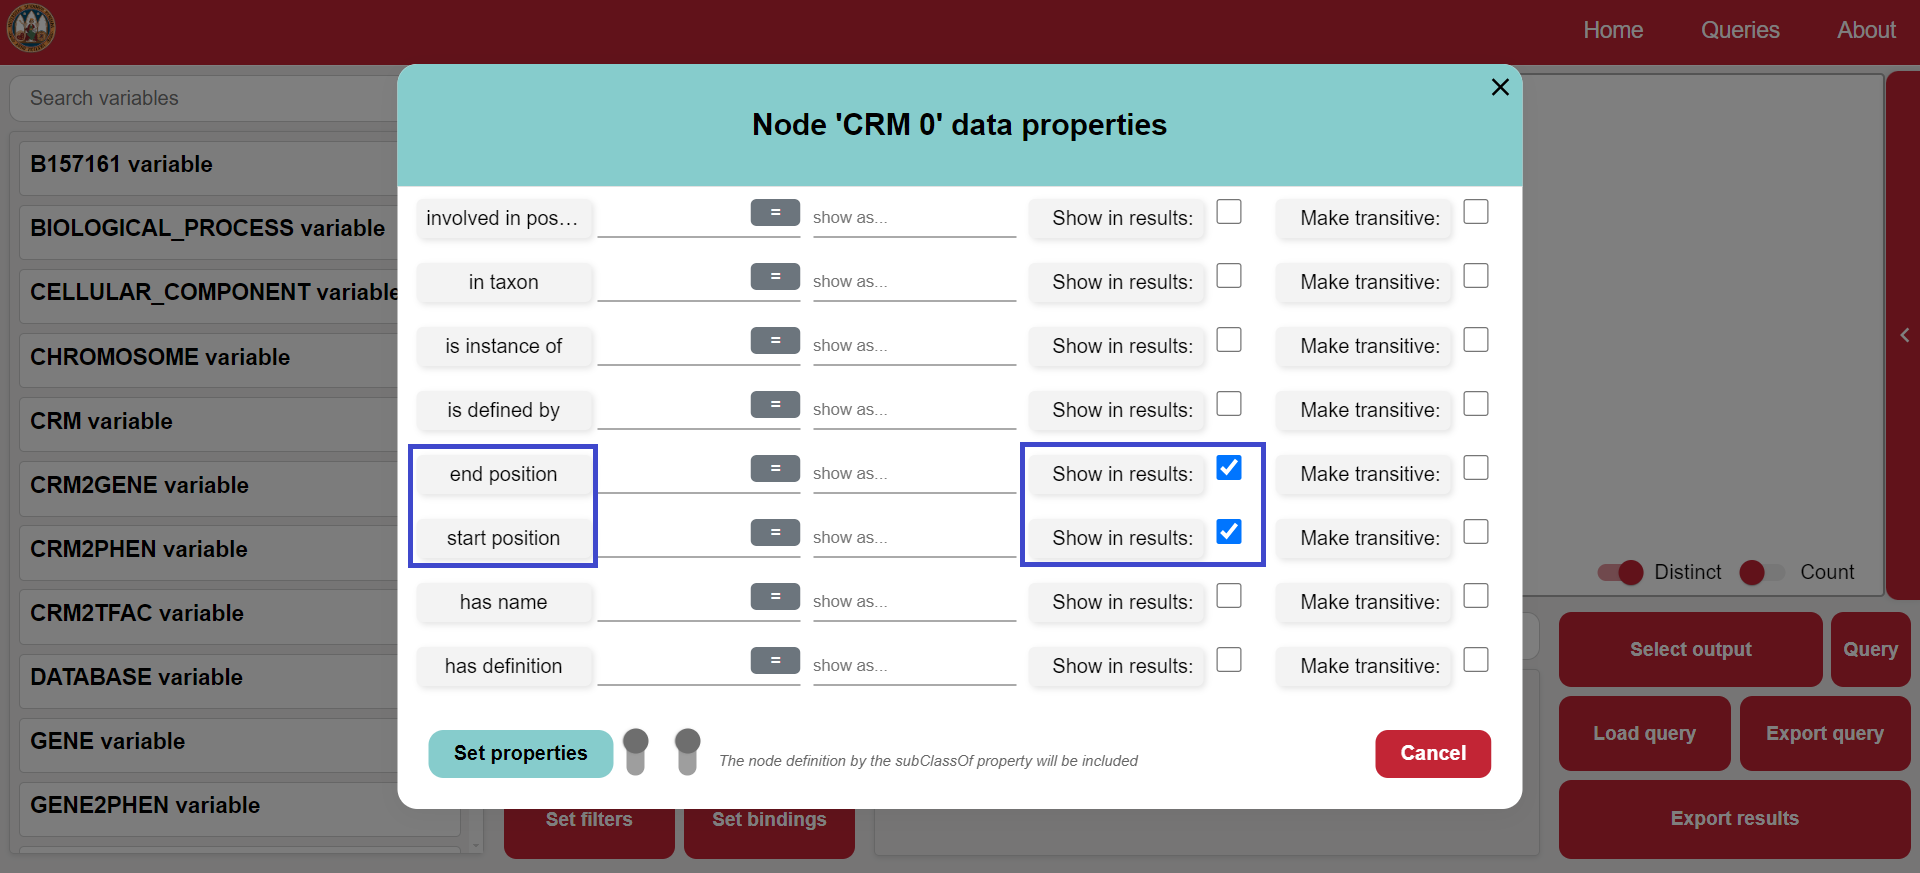 Home Queries About
Search variables
Node 'CRM 0' data properties
B157161 variable
BIOLOGICAL_PROCESS variable
CELLULAR_COMPONENT variable
CHROMOSOME variable
CRM variable
CRM2GENE variable
CRM2PHEN variable
CRM2TFAC variable
DATABASE variable
GENE variable
GENE2PHEN variable
involved in pos... = show as... Show in results: Make transitive:
in taxon = show as... Show in results: Make transitive:
is instance of = show as... Show in results: Make transitive:
is defined by = show as... Show in results: Make transitive:
end position = show as... Show in results: Make transitive:
start position = show as... Show in results: Make transitive:
has name = show as... Show in results: Make transitive:
has definition = show as... Show in results: Make transitive:
Set properties The node definition by the subClassOf property will be included Cancel
Set filters Set bindings
Distinct Count
Select output Query
Load query Export query
Export results